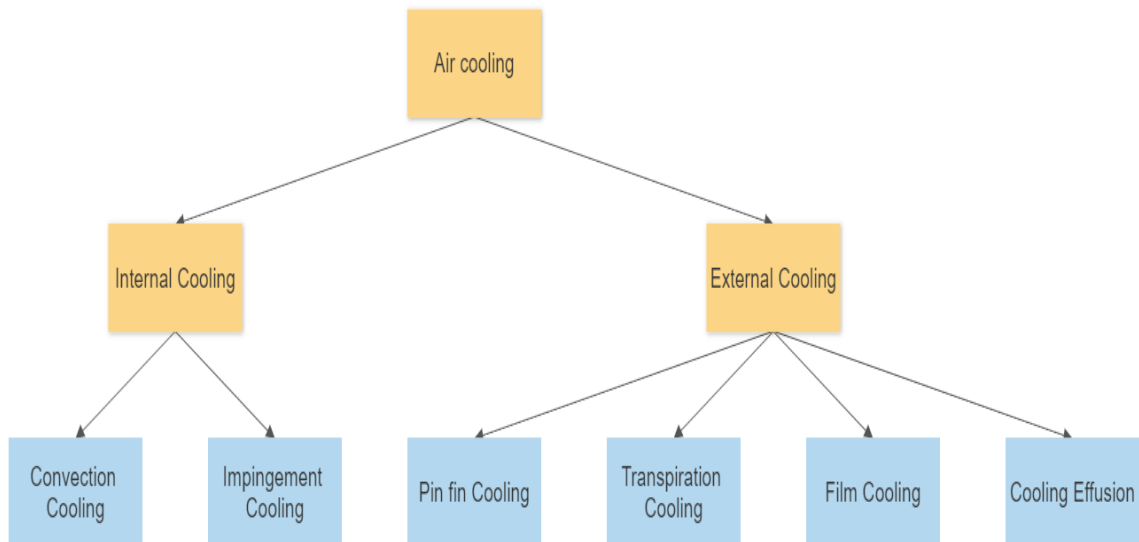 Air cooling
Internal Cooling
External Cooling
Convection
Cooling
Impingement
Cooling
Pin fin Cooling
Transpiration
Cooling
Film Cooling
Cooling Effusion